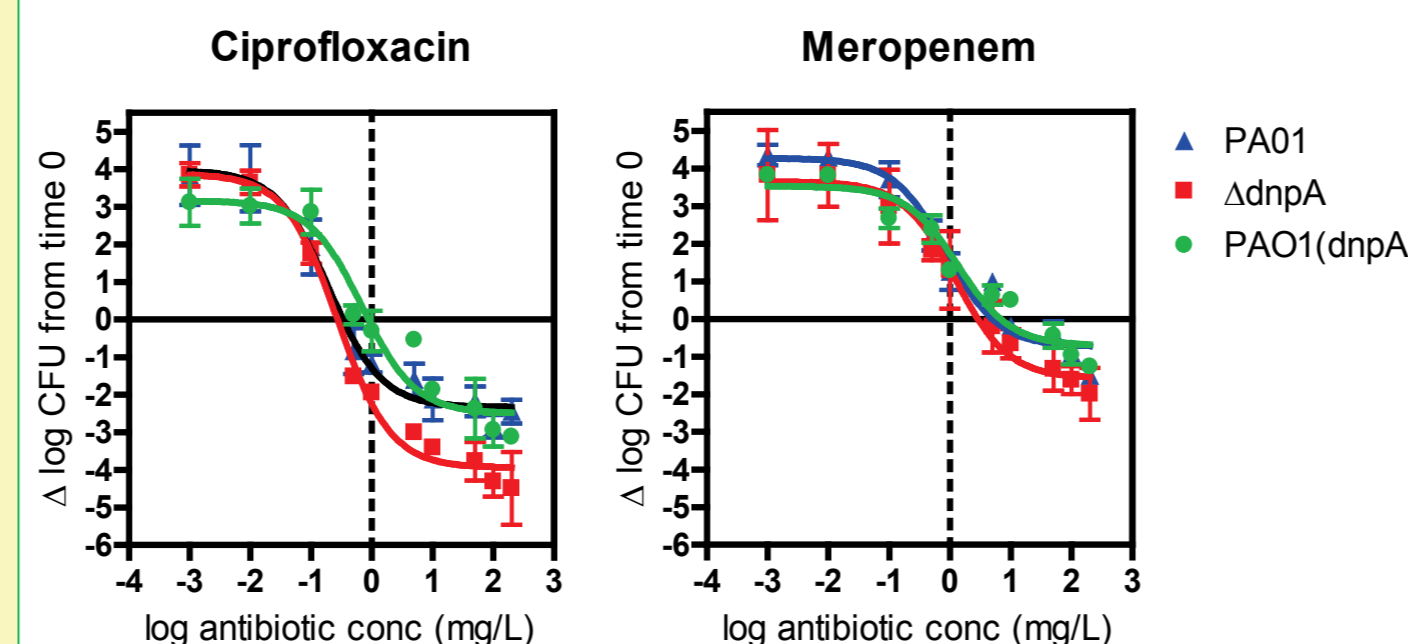 Ciprofloxacin
Meropenem
5
4
3
2
1
0
-1
-2
-3
-4
-5
-6
Δ log CFU from time 0
-4 -3 -2 -1 0 1 2 3
log antibiotic conc (mg/L)
5
4
3
2
1
0
-1
-2
-3
-4
-5
-6
Δ log CFU from time 0
-4 -3 -2 -1 0 1 2 3
log antibiotic conc (mg/L)
PA01
ΔdnpA
PAO1(dnpA